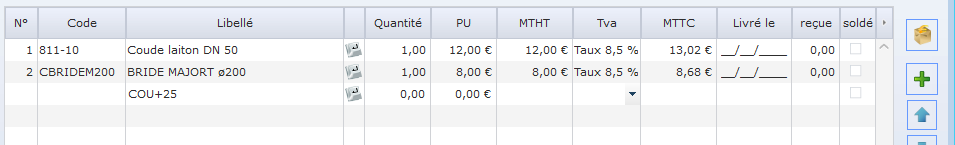 N° Code Libellé Quantité PU MTHT Tva MTTC Livré le reçue soldé
1 811-10 Coude laiton DN 50 1,00 12,00 € 12,00 € Taux 8,5 % 13,02 € __/__/____ 0,00
2 CBRIDEM200 BRIDE MAJORT ø200 1,00 8,00 € 8,00 € Taux 8,5 % 8,68 € __/__/____ 0,00
COU+25 0,00 0,00 €